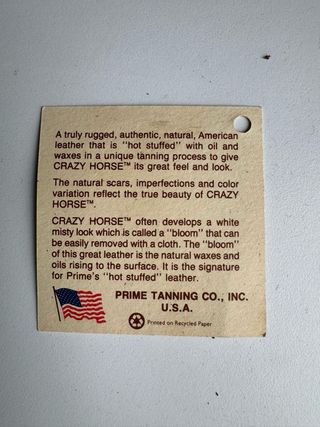 A truly rugged, authentic, natural, American
leather that is "hot stuffed" with oil and
waxes in a unique tanning process to give
CRAZY HORSE™ its great feel and look.
The natural scars, imperfections and color
variation reflect the true beauty of CRAZY
HORSE™.
CRAZY HORSE™ often develops a white
misty look which is called a "bloom" that can
be easily removed with a cloth. The "bloom"
of this great leather is the natural waxes and
oils rising to the surface. It is the signature
for Prime's "hot stuffed" leather.
PRIME TANNING CO., INC.
U.S.A.
Printed on Recycled Paper